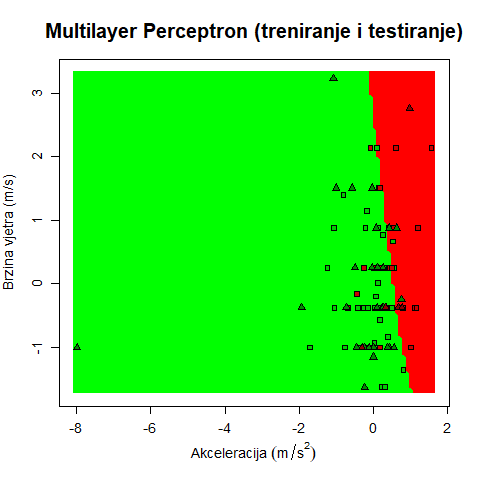 Multilayer Perceptron (treniranje i testiranje)
3
2
1
0
-1
Brzina vjetra (m/s)
-8 -6 -4 -2 0 2
Akceleracija (m/s²)